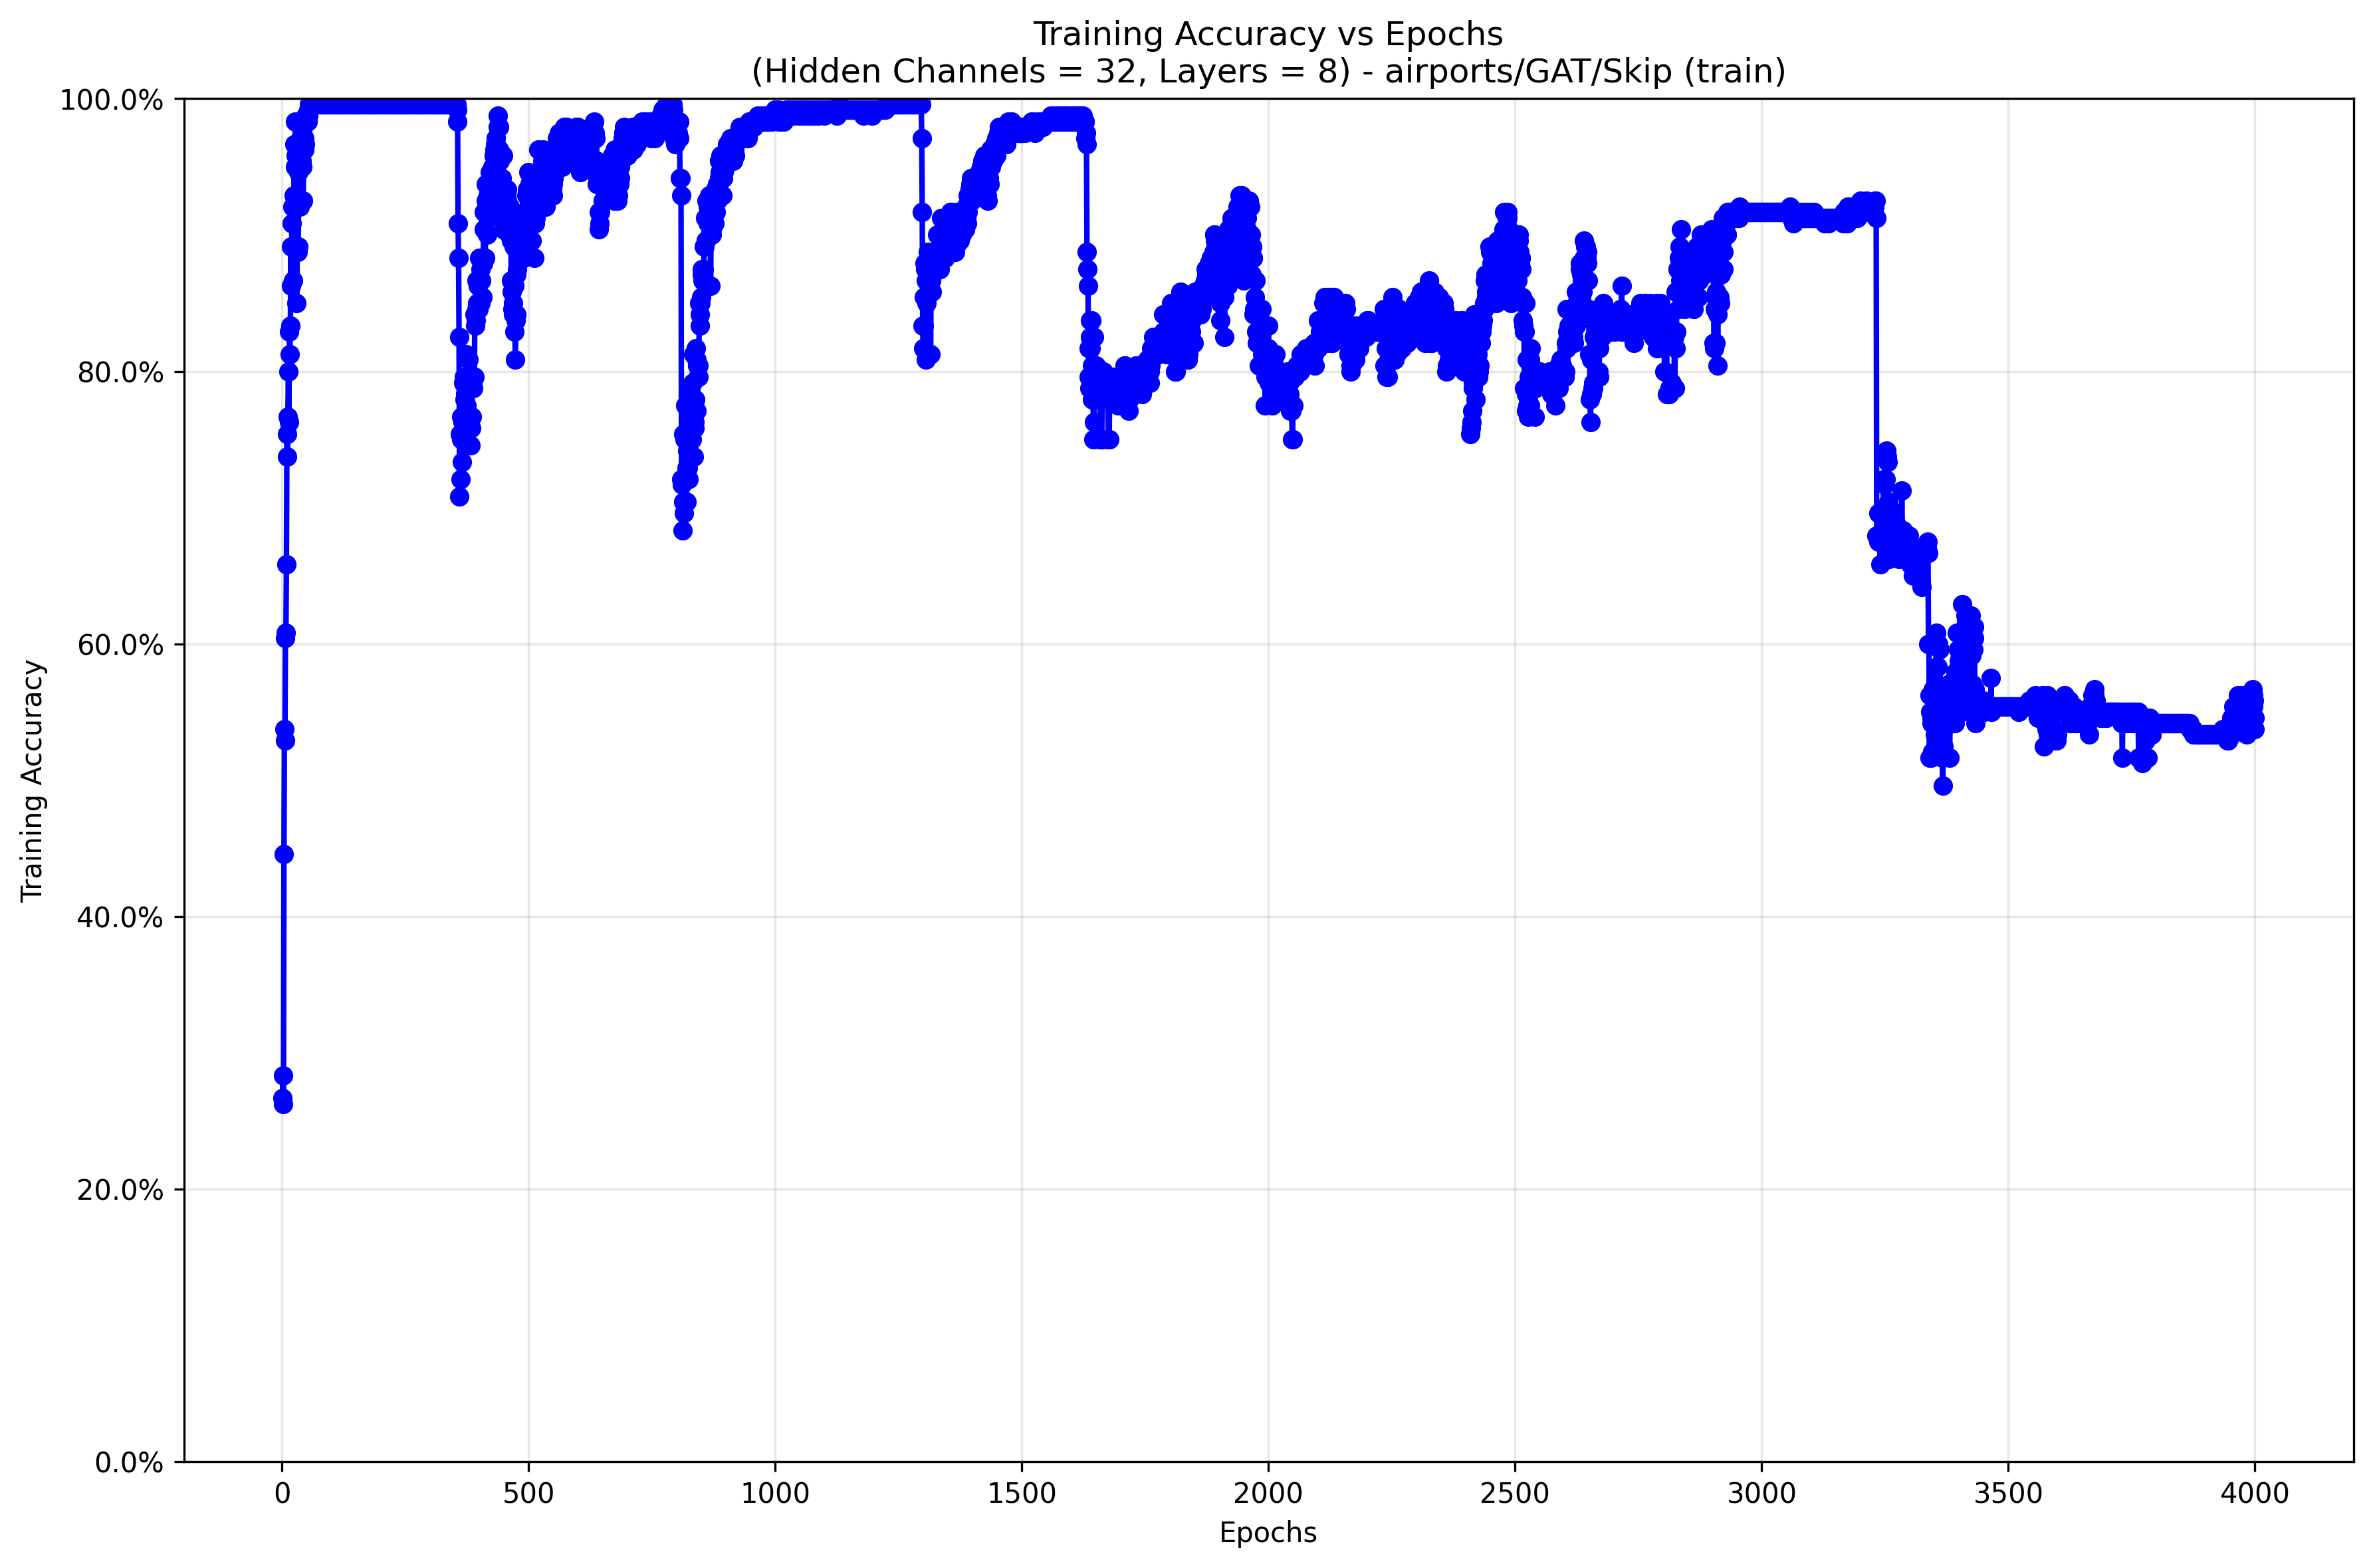 Training Accuracy vs Epochs
(Hidden Channels = 32, Layers = 8) - airports/GAT/Skip (train)
100.0%
80.0%
60.0%
40.0%
20.0%
0.0%
Training Accuracy
0 500 1000 1500 2000 2500 3000 3500 4000
Epochs